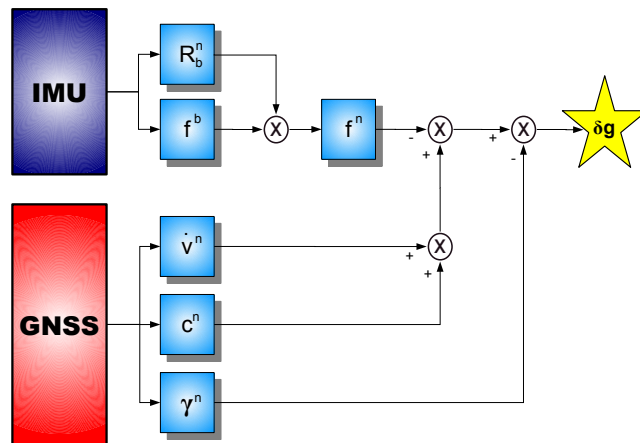 IMU
R_b^n
f^b
X
f^n
- X + X δg
+ -
GNSS
v̇^n
+ X
+
c^n
γ^n